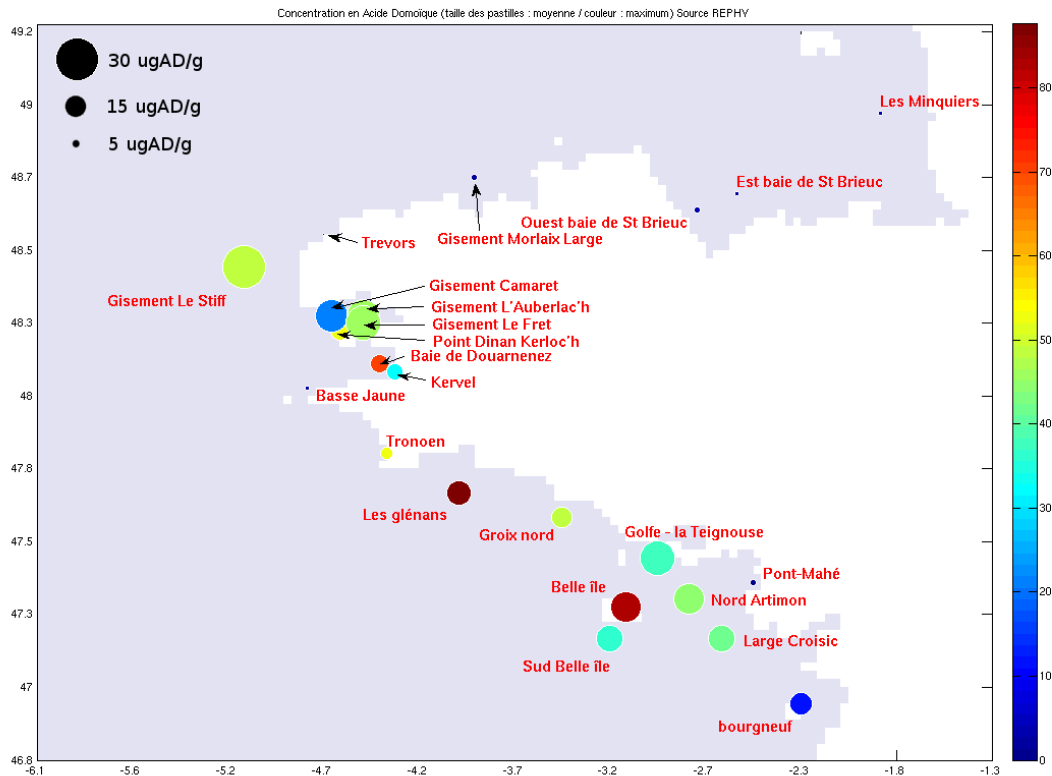 Concentration en Acide Domoïque (taille des pastilles : moyenne / couleur : maximum) Source REPHY
49.2
30 ugAD/g
80
49
15 ugAD/g
Les Minquiers
5 ugAD/g
48.7
Est baie de St Brieuc
70
Ouest baie de St Brieuc
Gisement Morlaix Large
48.5
Trevors
60
Gisement Le Stiff
Gisement Camaret
Gisement L'Auberlac'h
48.3
Gisement Le Fret
Point Dinan Kerloc'h
50
Baie de Douarnenez
Kervel
48
Basse Jaune
40
Tronoen
47.8
Les glénans
Groix nord
30
47.5
Golfe - la Teignouse
Pont-Mahé
Belle île
Nord Artimon
20
47.3
Large Croisic
Sud Belle île
47
10
bourgneuf
46.8
0
-6.1
-5.6
-5.2
-4.7
-4.2
-3.7
-3.2
-2.7
-2.3
-1.8
-1.3